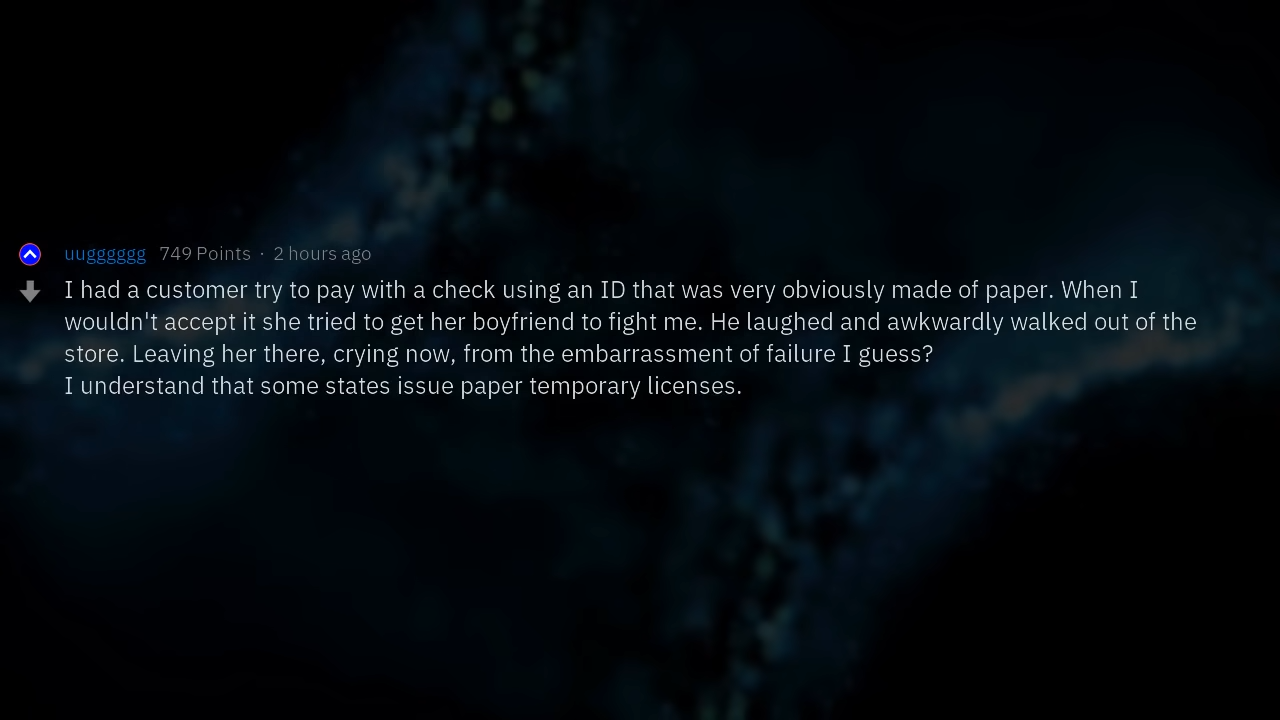 uugggggg 749 Points · 2 hours ago
I had a customer try to pay with a check using an ID that was very obviously made of paper. When I
wouldn't accept it she tried to get her boyfriend to fight me. He laughed and awkwardly walked out of the
store. Leaving her there, crying now, from the embarrassment of failure I guess?
I understand that some states issue paper temporary licenses.